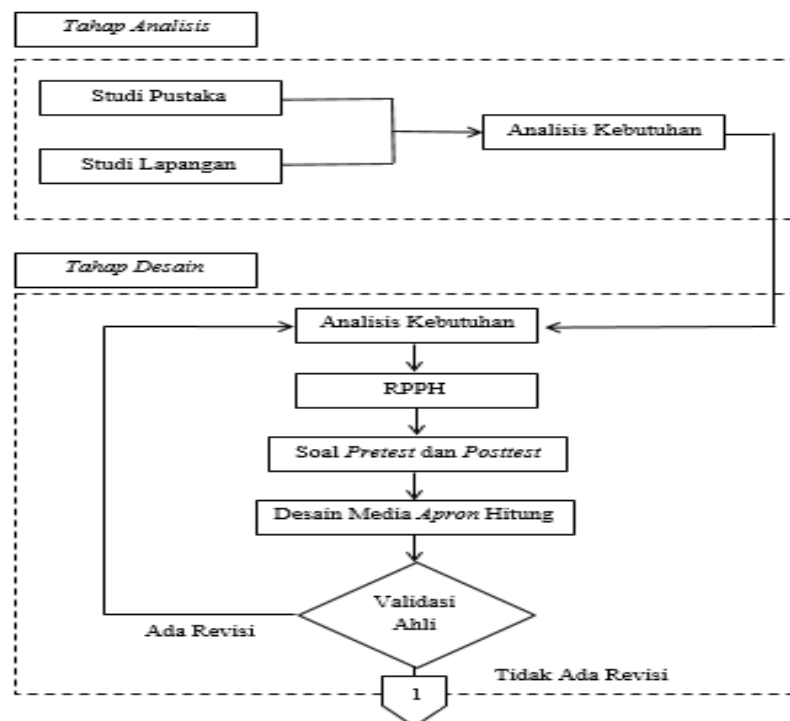 Tahap Analisis
Studi Pustaka
Analisis Kebutuhan
Studi Lapangan
Tahap Desain
Analisis Kebutuhan
RPPH
Soal Pretest dan Posttest
Desain Media Apron Hitung
Validasi
Ahli
Ada Revisi
Tidak Ada Revisi
1